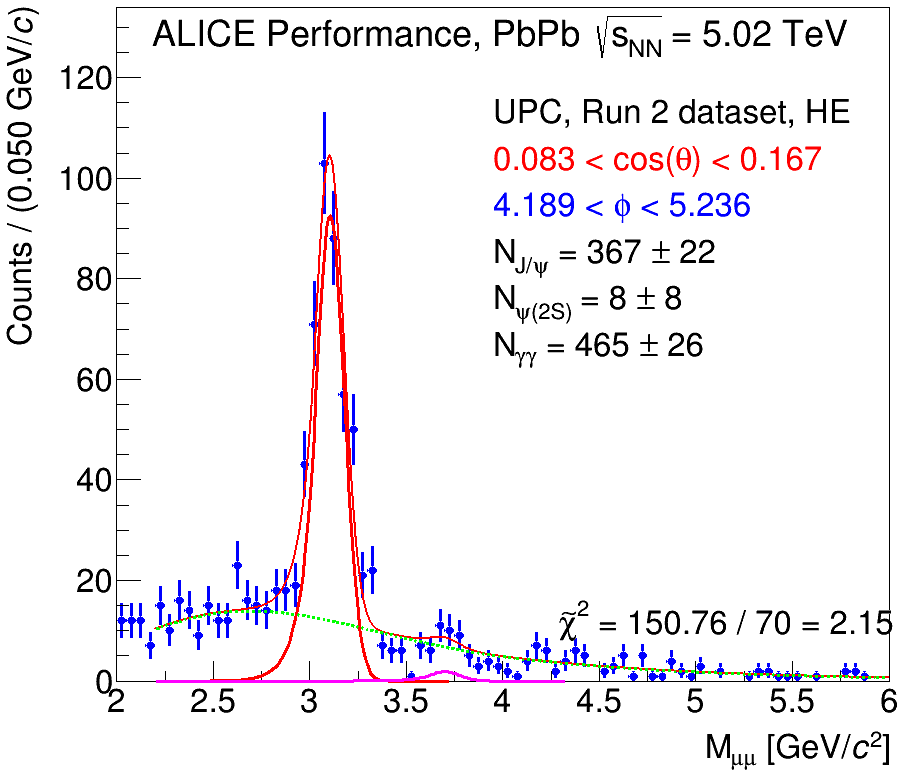 ALICE Performance, PbPb √sNN = 5.02 TeV
UPC, Run 2 dataset, HE
0.083 < cos(θ) < 0.167
4.189 < ϕ < 5.236
NJ/ψ = 367 ± 22
Nψ(2S) = 8 ± 8
Nγγ = 465 ± 26
χ̃² = 150.76 / 70 = 2.15
Counts / (0.050 GeV/c)
120
100
80
60
40
20
0
2 2.5 3 3.5 4 4.5 5 5.5 6
Mμμ [GeV/c²]